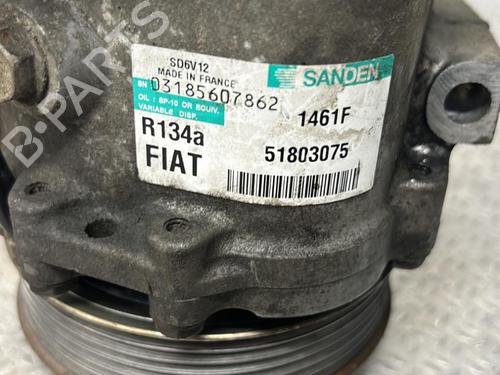 B-PARTS
SD6V12
MADE IN FRANCE
SN 03185607862
OIL : SP-10 OR EQUIV.
VARIABLE DISP.
SANDEN
1461F
R134a
FIAT
51803075